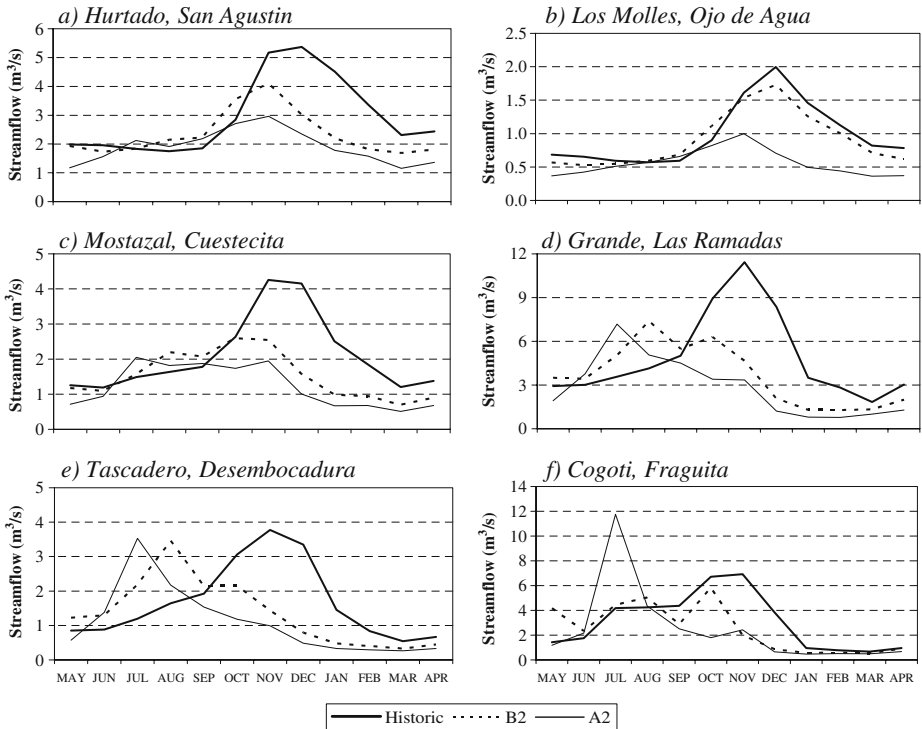 a) Hurtado, San Agustin
Streamflow (m³/s)
6
5
4
3
2
1
0
b) Los Molles, Ojo de Agua
Streamflow (m³/s)
2.5
2.0
1.5
1.0
0.5
0.0
c) Mostazal, Cuestecita
Streamflow (m³/s)
5
4
3
2
1
0
d) Grande, Las Ramadas
Streamflow (m³/s)
12
9
6
3
0
e) Tascadero, Desembocadura
Streamflow (m³/s)
5
4
3
2
1
0
MAY JUN JUL AUG SEP OCT NOV DEC JAN FEB MAR APR
f) Cogoti, Fraguita
Streamflow (m³/s)
14
12
10
8
6
4
2
0
MAY JUN JUL AUG SEP OCT NOV DEC JAN FEB MAR APR
Historic B2 A2